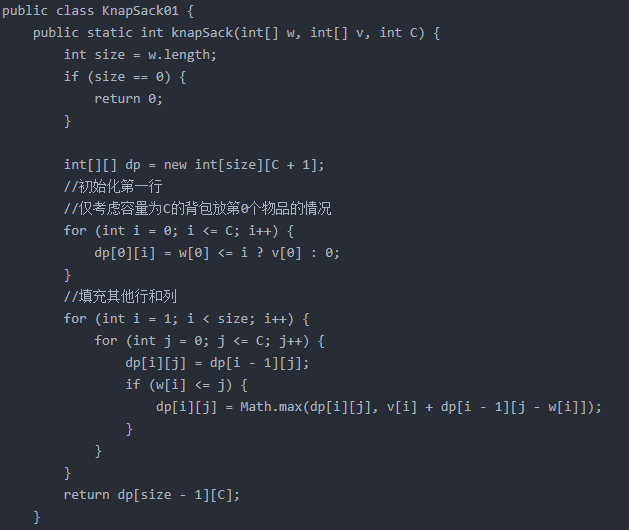 public class KnapSack01 {
    public static int knapSack(int[] w, int[] v, int C) {
        int size = w.length;
        if (size == 0) {
            return 0;
        }

        int[][] dp = new int[size][C + 1];
        //初始化第一行
        //仅考虑容量为C的背包放第0个物品的情况
        for (int i = 0; i <= C; i++) {
            dp[0][i] = w[0] <= i ? v[0] : 0;
        }
        //填充其他行和列
        for (int i = 1; i < size; i++) {
            for (int j = 0; j <= C; j++) {
                dp[i][j] = dp[i - 1][j];
                if (w[i] <= j) {
                    dp[i][j] = Math.max(dp[i][j], v[i] + dp[i - 1][j - w[i]]);
                }
            }
        }
        return dp[size - 1][C];
    }